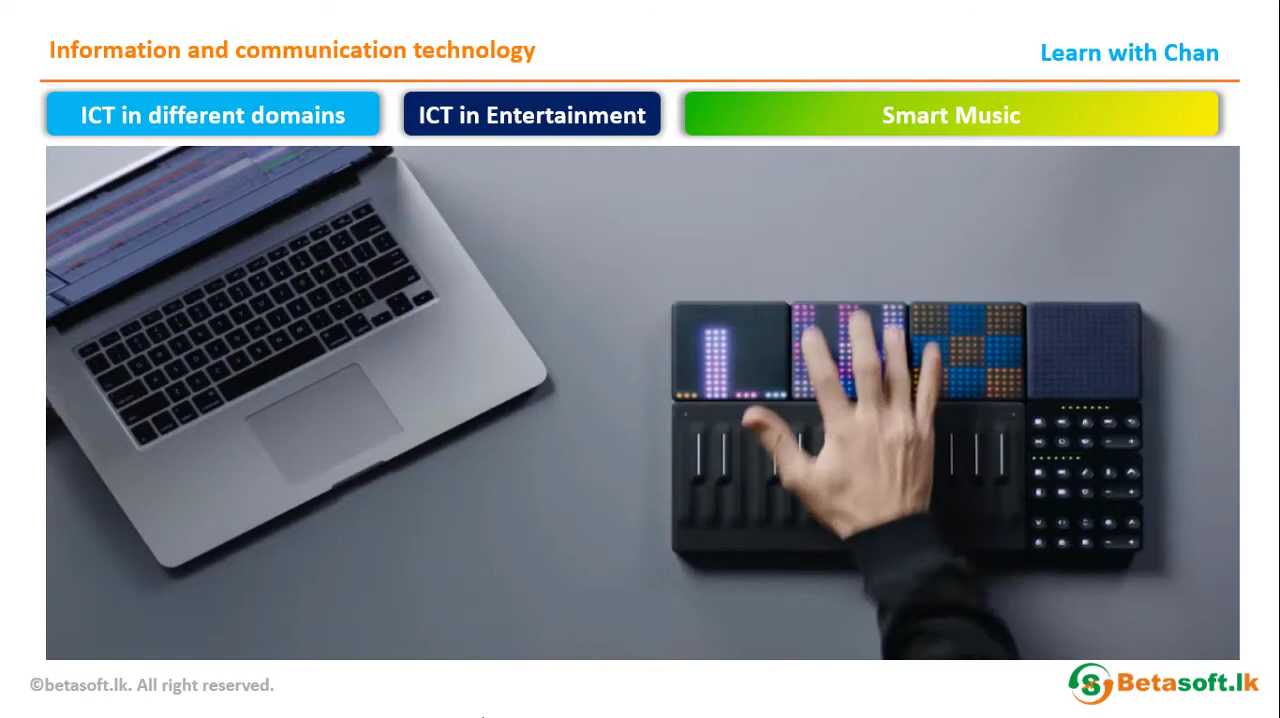 Information and communication technology
Learn with Chan
ICT in different domains
ICT in Entertainment
Smart Music
©betasoft.lk. All right reserved.
Betasoft.lk